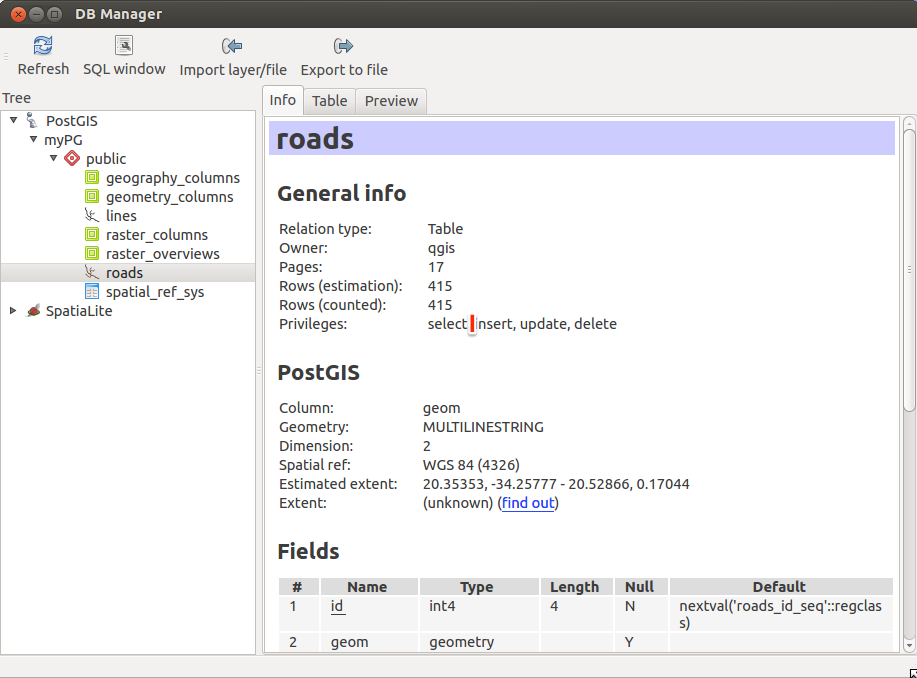 DB Manager
Refresh SQL window Import layer/file Export to file
Tree
Info Table Preview
PostGIS
myPG
public
geography_columns
geometry_columns
lines
raster_columns
raster_overviews
roads
spatial_ref_sys
SpatiaLite
roads
General info
Relation type: Table
Owner: qgis
Pages: 17
Rows (estimation): 415
Rows (counted): 415
Privileges: select, insert, update, delete
PostGIS
Column: geom
Geometry: MULTILINESTRING
Dimension: 2
Spatial ref: WGS 84 (4326)
Estimated extent: 20.35353, -34.25777 - 20.52866, 0.17044
Extent: (unknown) (find out)
Fields
# Name Type Length Null Default
1 id int4 4 N nextval('roads_id_seq'::regclas
s)
2 geom geometry Y